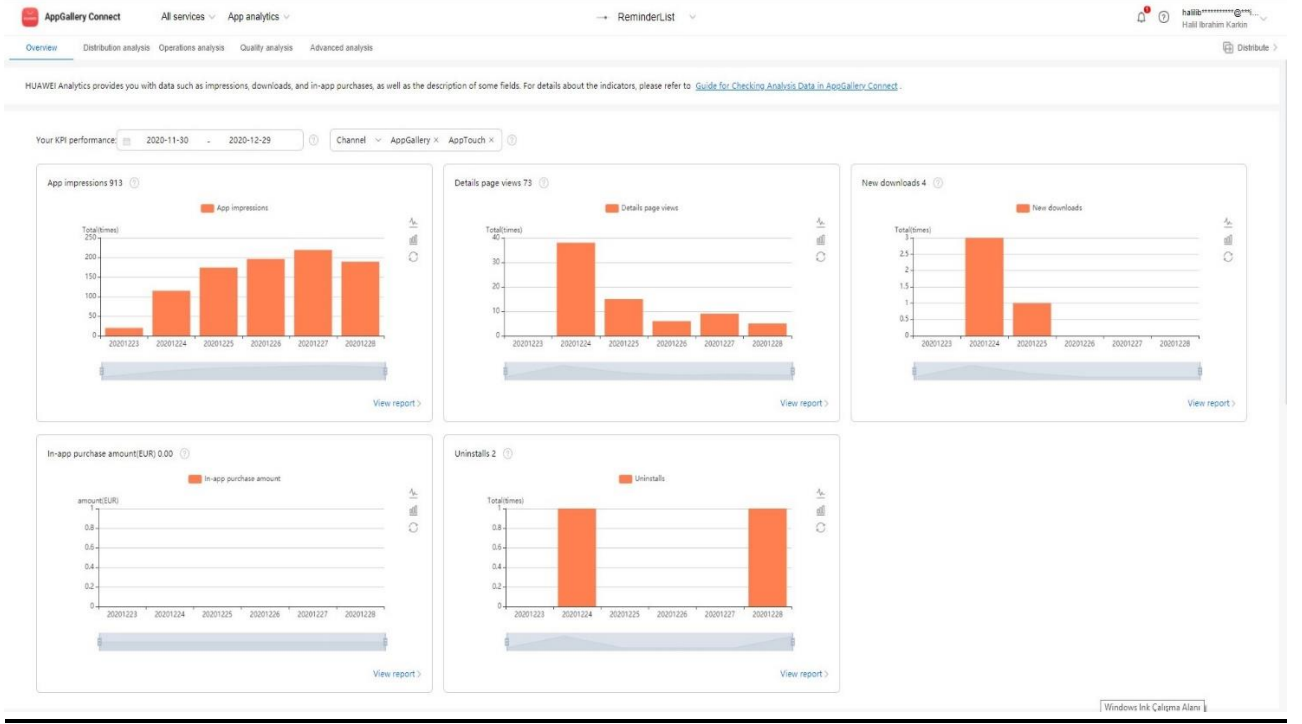 AppGallery Connect All services App analytics → ReminderList halilib***********@***i...
Halil Ibrahim Karkin
Overview Distribution analysis Operations analysis Quality analysis Advanced analysis Distribute >
HUAWEI Analytics provides you with data such as impressions, downloads, and in-app purchases, as well as the description of some fields. For details about the indicators, please refer to Guide for Checking Analysis Data in AppGallery Connect .
Your KPI performance: 2020-11-30 - 2020-12-29 Channel AppGallery × AppTouch ×
App impressions 913
App impressions
Total(times)
250
200
150
100
50
0
20201223 20201224 20201225 20201226 20201227 20201228
View report >
Details page views 73
Details page views
Total(times)
40
30
20
10
0
20201223 20201224 20201225 20201226 20201227 20201228
View report >
New downloads 4
New downloads
Total(times)
3
2.5
2
1.5
1
0.5
0
20201223 20201224 20201225 20201226 20201227 20201228
View report >
In-app purchase amount(EUR) 0.00
In-app purchase amount
amount(EUR)
1
0.8
0.6
0.4
0.2
0
20201223 20201224 20201225 20201226 20201227 20201228
View report >
Uninstalls 2
Uninstalls
Total(times)
1
0.8
0.6
0.4
0.2
0
20201223 20201224 20201225 20201226 20201227 20201228
View report >
Windows Ink Çalışma Alanı